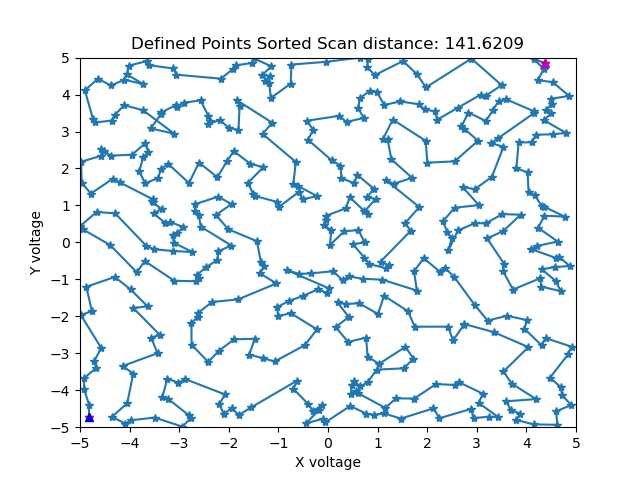 Defined Points Sorted Scan distance: 141.6209
5
4
3
2
1
0
−1
−2
−3
−4
−5
Y voltage
−5 −4 −3 −2 −1 0 1 2 3 4 5
X voltage